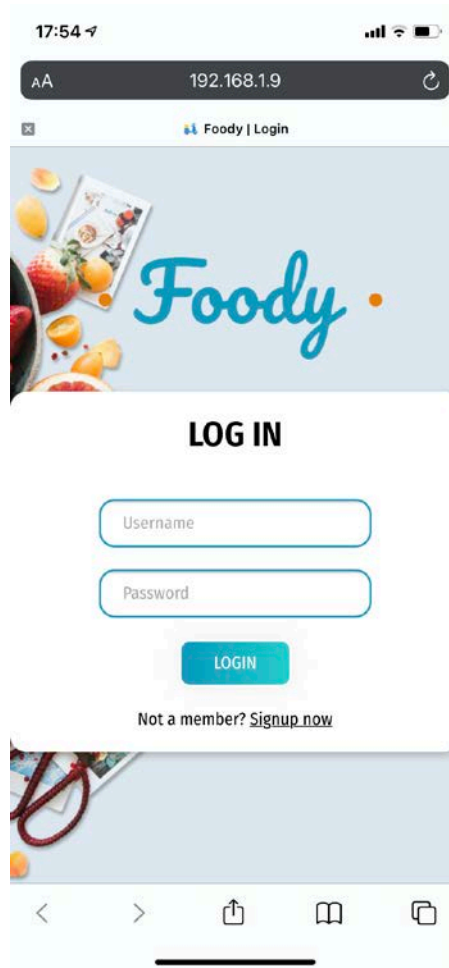 17:54
AA 192.168.1.9
Foody | Login
Foody
LOG IN
Username
Password
LOGIN
Not a member? Signup now